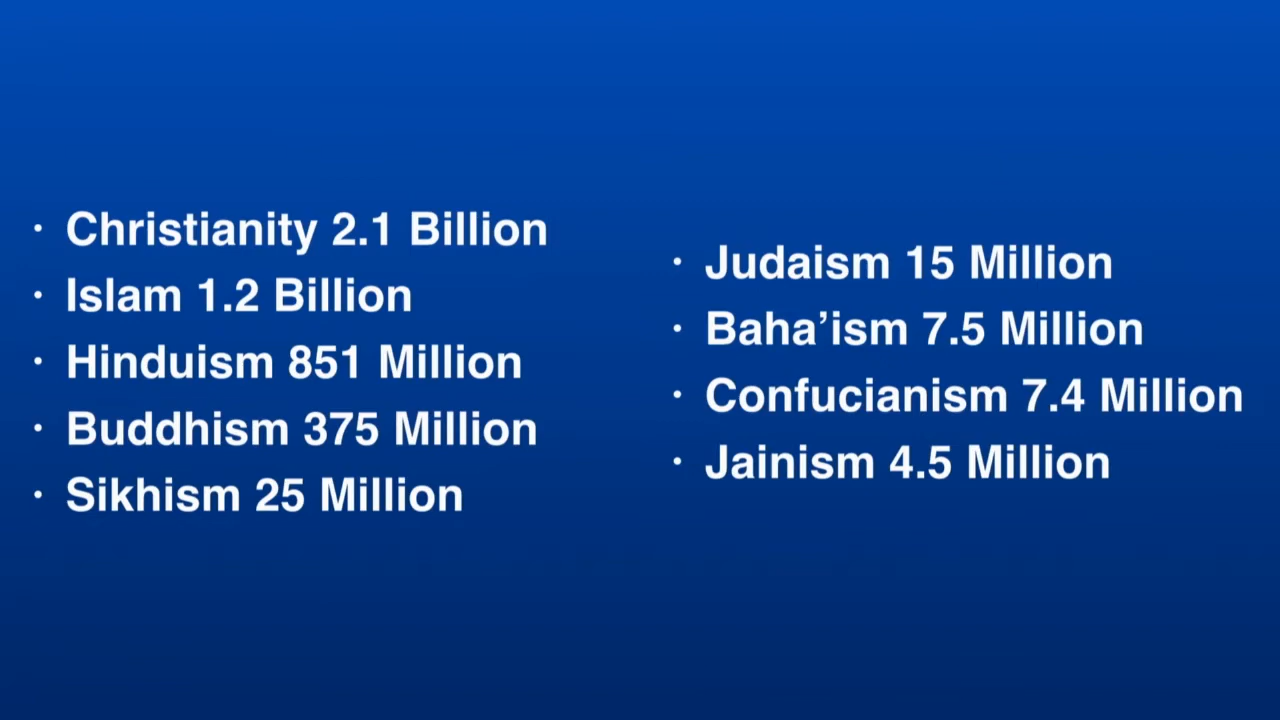 · Christianity 2.1 Billion
· Islam 1.2 Billion
· Hinduism 851 Million
· Buddhism 375 Million
· Sikhism 25 Million
· Judaism 15 Million
· Baha’ism 7.5 Million
· Confucianism 7.4 Million
· Jainism 4.5 Million